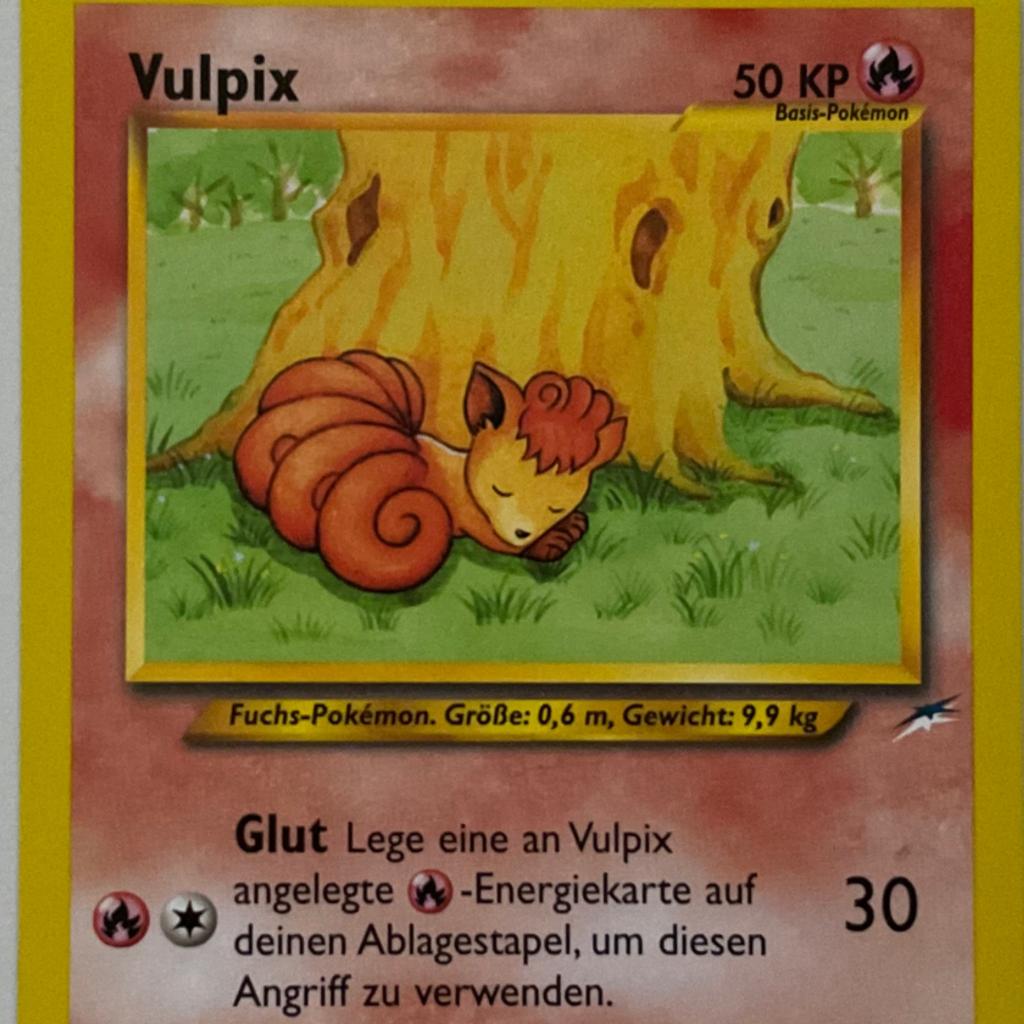 Vulpix
50 KP
Basis-Pokémon
Fuchs-Pokémon. Größe: 0,6 m, Gewicht: 9,9 kg
Glut Lege eine an Vulpix
angelegte -Energiekarte auf
deinen Ablagestapel, um diesen
Angriff zu verwenden.
30